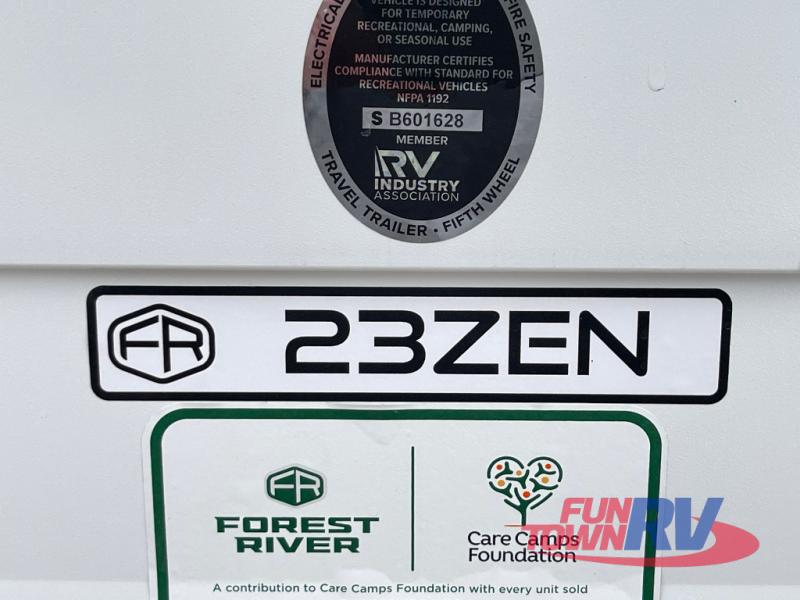 VEHICLE IS DESIGNED
FOR TEMPORARY
RECREATIONAL, CAMPING,
OR SEASONAL USE
MANUFACTURER CERTIFIES
COMPLIANCE WITH STANDARD FOR
RECREATIONAL VEHICLES
NFPA 1192
S B601628
MEMBER
RV
INDUSTRY
ASSOCIATION
ELECTRICAL
FIRE SAFETY
TRAVEL TRAILER • FIFTH WHEEL
FR 23ZEN
FR
FOREST
RIVER
Care Camps
Foundation
A contribution to Care Camps Foundation with every unit sold
FUN
TOWN RV